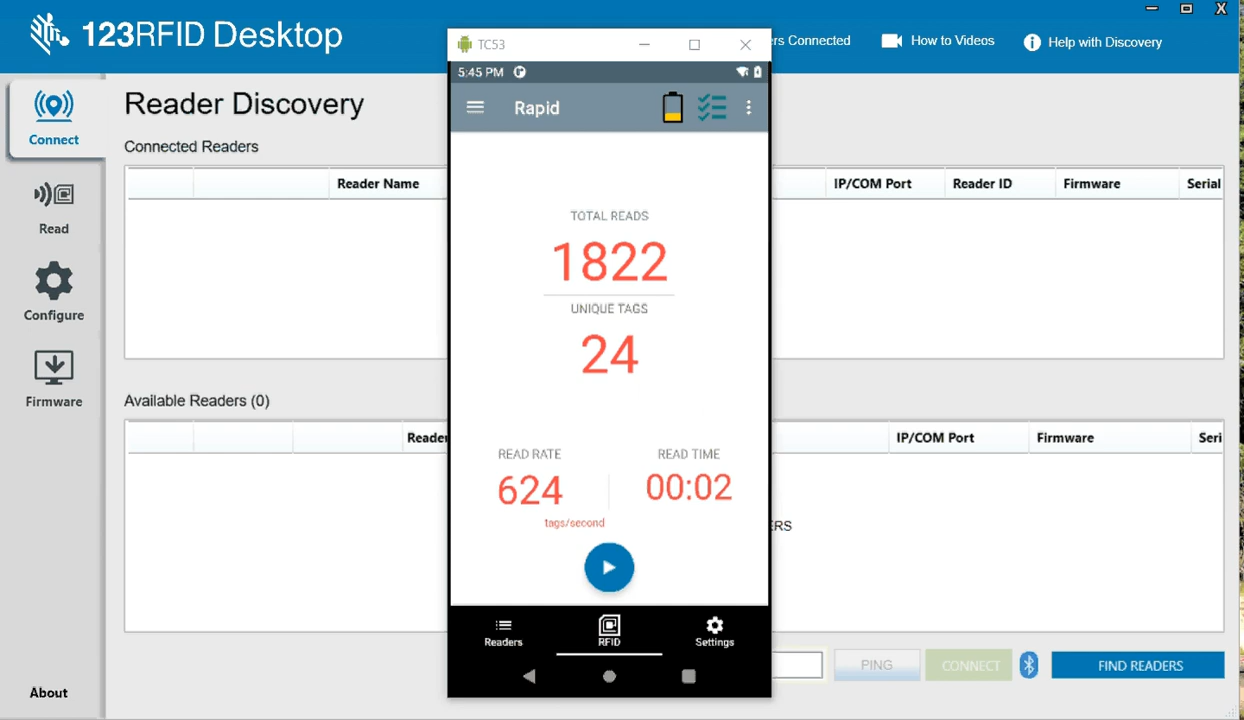 123RFID Desktop
rs Connected
How to Videos
Help with Discovery
Connect
Read
Configure
Firmware
About
Reader Discovery
Connected Readers
Reader Name
IP/COM Port
Reader ID
Firmware
Serial
Available Readers (0)
Reader
IP/COM Port
Firmware
Seri
ERS
PING
CONNECT
FIND READERS
TC53
5:45 PM
Rapid
TOTAL READS
1822
UNIQUE TAGS
24
READ RATE
READ TIME
624
00:02
tags/second
Readers
RFID
Settings